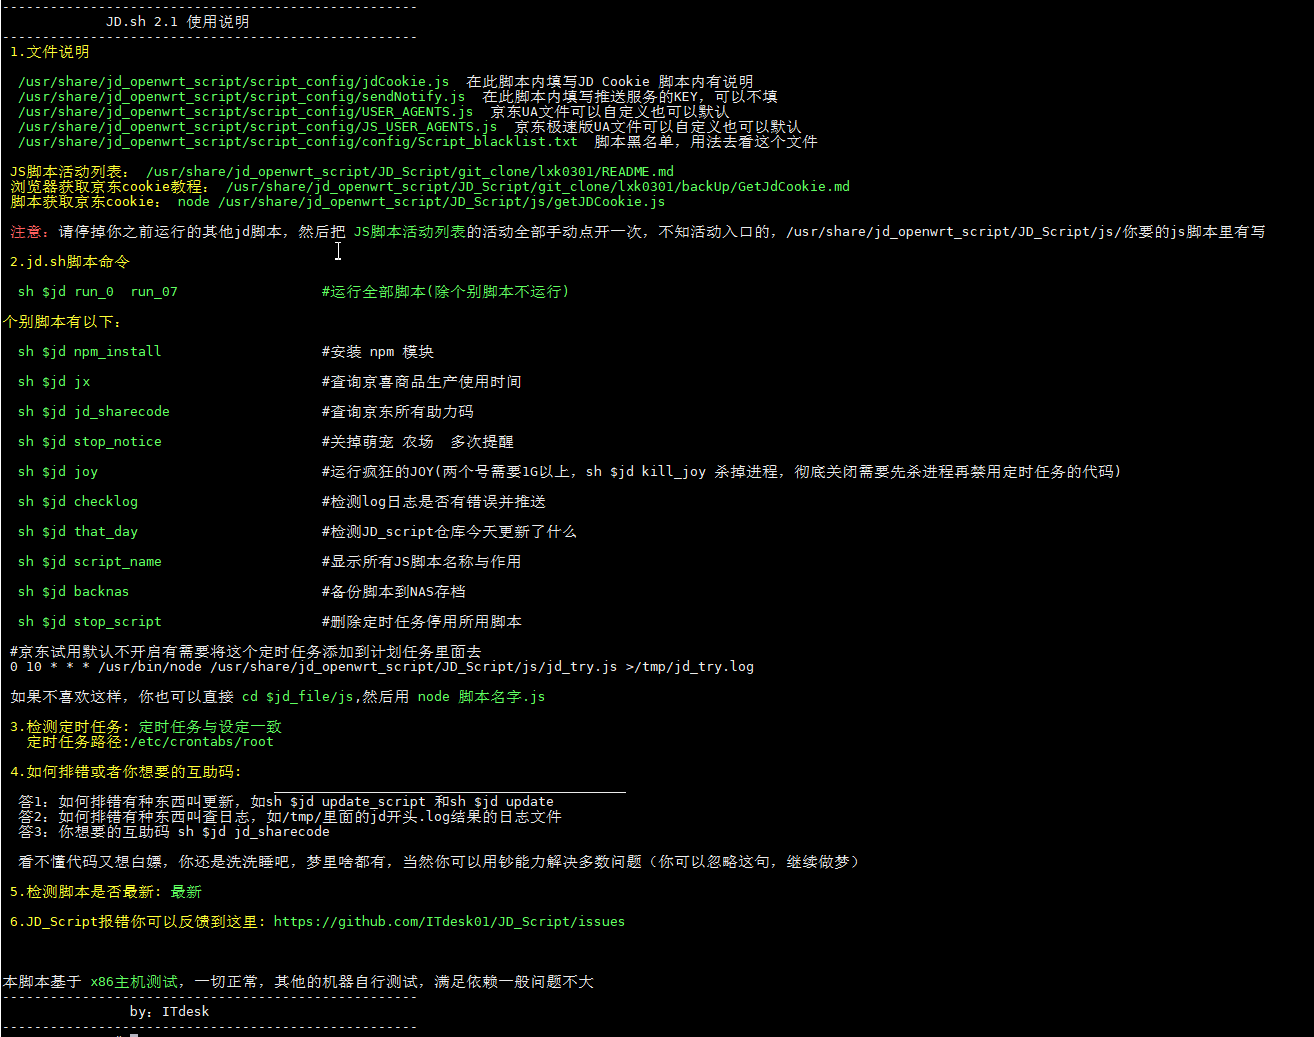 ----------------------------------------------------
JD.sh 2.1 使用说明
----------------------------------------------------
1.文件说明
/usr/share/jd_openwrt_script/script_config/jdCookie.js  在此脚本内填写JD Cookie 脚本内有说明
/usr/share/jd_openwrt_script/script_config/sendNotify.js  在此脚本内填写推送服务的KEY，可以不填
/usr/share/jd_openwrt_script/script_config/USER_AGENTS.js  京东UA文件可以自定义也可以默认
/usr/share/jd_openwrt_script/script_config/JS_USER_AGENTS.js  京东极速版UA文件可以自定义也可以默认
/usr/share/jd_openwrt_script/script_config/config/Script_blacklist.txt  脚本黑名单，用法去看这个文件
JS脚本活动列表： /usr/share/jd_openwrt_script/JD_Script/git_clone/lxk0301/README.md
浏览器获取京东cookie教程： /usr/share/jd_openwrt_script/JD_Script/git_clone/lxk0301/backUp/GetJdCookie.md
脚本获取京东cookie： node /usr/share/jd_openwrt_script/JD_Script/js/getJDCookie.js
注意：请停掉你之前运行的其他jd脚本，然后把 JS脚本活动列表的活动全部手动点开一次，不知活动入口的，/usr/share/jd_openwrt_script/JD_Script/js/你要的js脚本里有写
2.jd.sh脚本命令
sh $jd run_0  run_07                  #运行全部脚本(除个别脚本不运行)
个别脚本有以下：
sh $jd npm_install                    #安装 npm 模块
sh $jd jx                             #查询京喜商品生产使用时间
sh $jd jd_sharecode                   #查询京东所有助力码
sh $jd stop_notice                    #关掉萌宠 农场  多次提醒
sh $jd joy                            #运行疯狂的JOY(两个号需要1G以上，sh $jd kill_joy 杀掉进程，彻底关闭需要先杀进程再禁用定时任务的代码)
sh $jd checklog                       #检测log日志是否有错误并推送
sh $jd that_day                       #检测JD_script仓库今天更新了什么
sh $jd script_name                    #显示所有JS脚本名称与作用
sh $jd backnas                        #备份脚本到NAS存档
sh $jd stop_script                    #删除定时任务停用所用脚本
#京东试用默认不开启有需要将这个定时任务添加到计划任务里面去
0 10 * * * /usr/bin/node /usr/share/jd_openwrt_script/JD_Script/js/jd_try.js >/tmp/jd_try.log
如果不喜欢这样，你也可以直接 cd $jd_file/js,然后用 node 脚本名字.js
3.检测定时任务: 定时任务与设定一致
定时任务路径:/etc/crontabs/root
4.如何排错或者你想要的互助码:
答1：如何排错有种东西叫更新，如sh $jd update_script 和sh $jd update
答2：如何排错有种东西叫查日志，如/tmp/里面的jd开头.log结果的日志文件
答3：你想要的互助码 sh $jd jd_sharecode
看不懂代码又想白嫖，你还是洗洗睡吧，梦里啥都有，当然你可以用钞能力解决多数问题（你可以忽略这句，继续做梦）
5.检测脚本是否最新: 最新
6.JD_Script报错你可以反馈到这里: https://github.com/ITdesk01/JD_Script/issues
本脚本基于 x86主机测试，一切正常，其他的机器自行测试，满足依赖一般问题不大
----------------------------------------------------
by：ITdesk
----------------------------------------------------